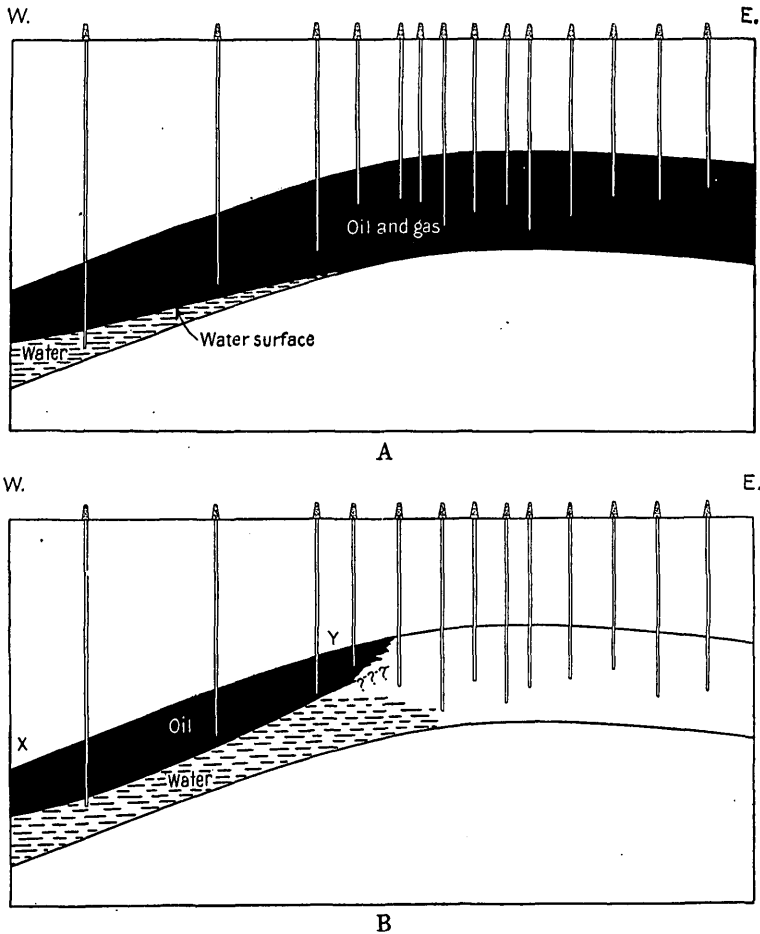 W. E.
Oil and gas
Water surface
Water
A
W. E.
Y
???
X
Oil
Water
B